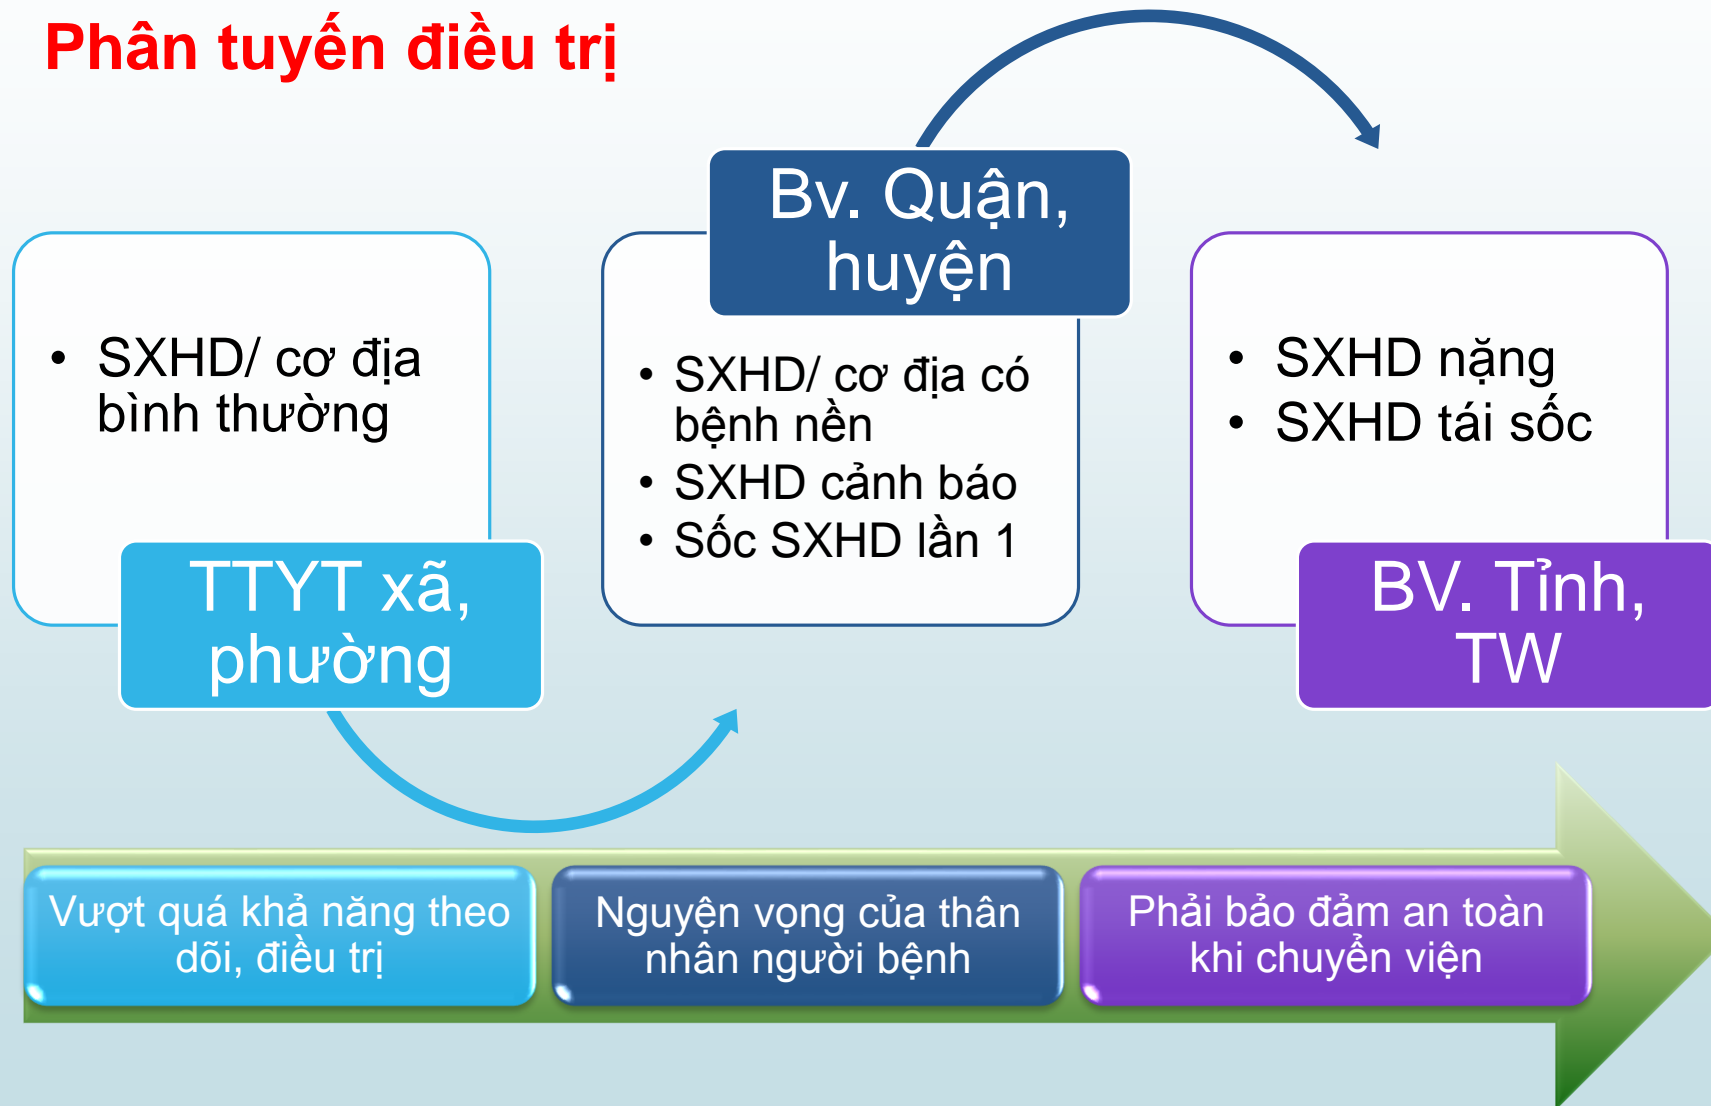 Phân tuyến điều trị
• SXHD/ cơ địa
bình thường
TTYT xã,
phường
Bv. Quận,
huyện
• SXHD/ cơ địa có
bệnh nền
• SXHD cảnh báo
• Sốc SXHD lần 1
• SXHD nặng
• SXHD tái sốc
BV. Tỉnh,
TW
Vượt quá khả năng theo
dõi, điều trị
Nguyện vọng của thân
nhân người bệnh
Phải bảo đảm an toàn
khi chuyển viện